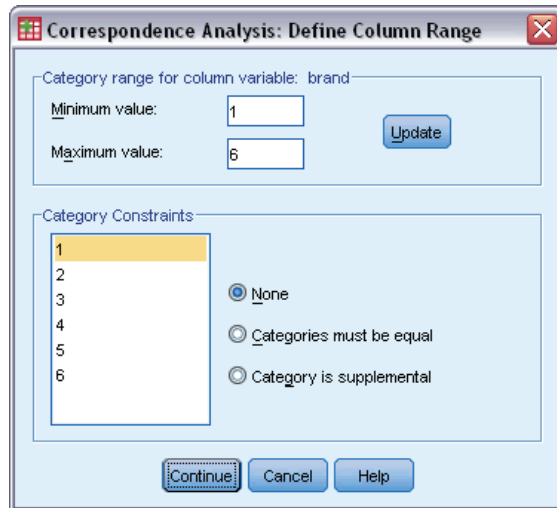 Correspondence Analysis: Define Column Range
Category range for column variable: brand
Minimum value:
1
Update
Maximum value:
6
Category Constraints
1
2
3
4
5
6
None
Categories must be equal
Category is supplemental
Continue
Cancel
Help